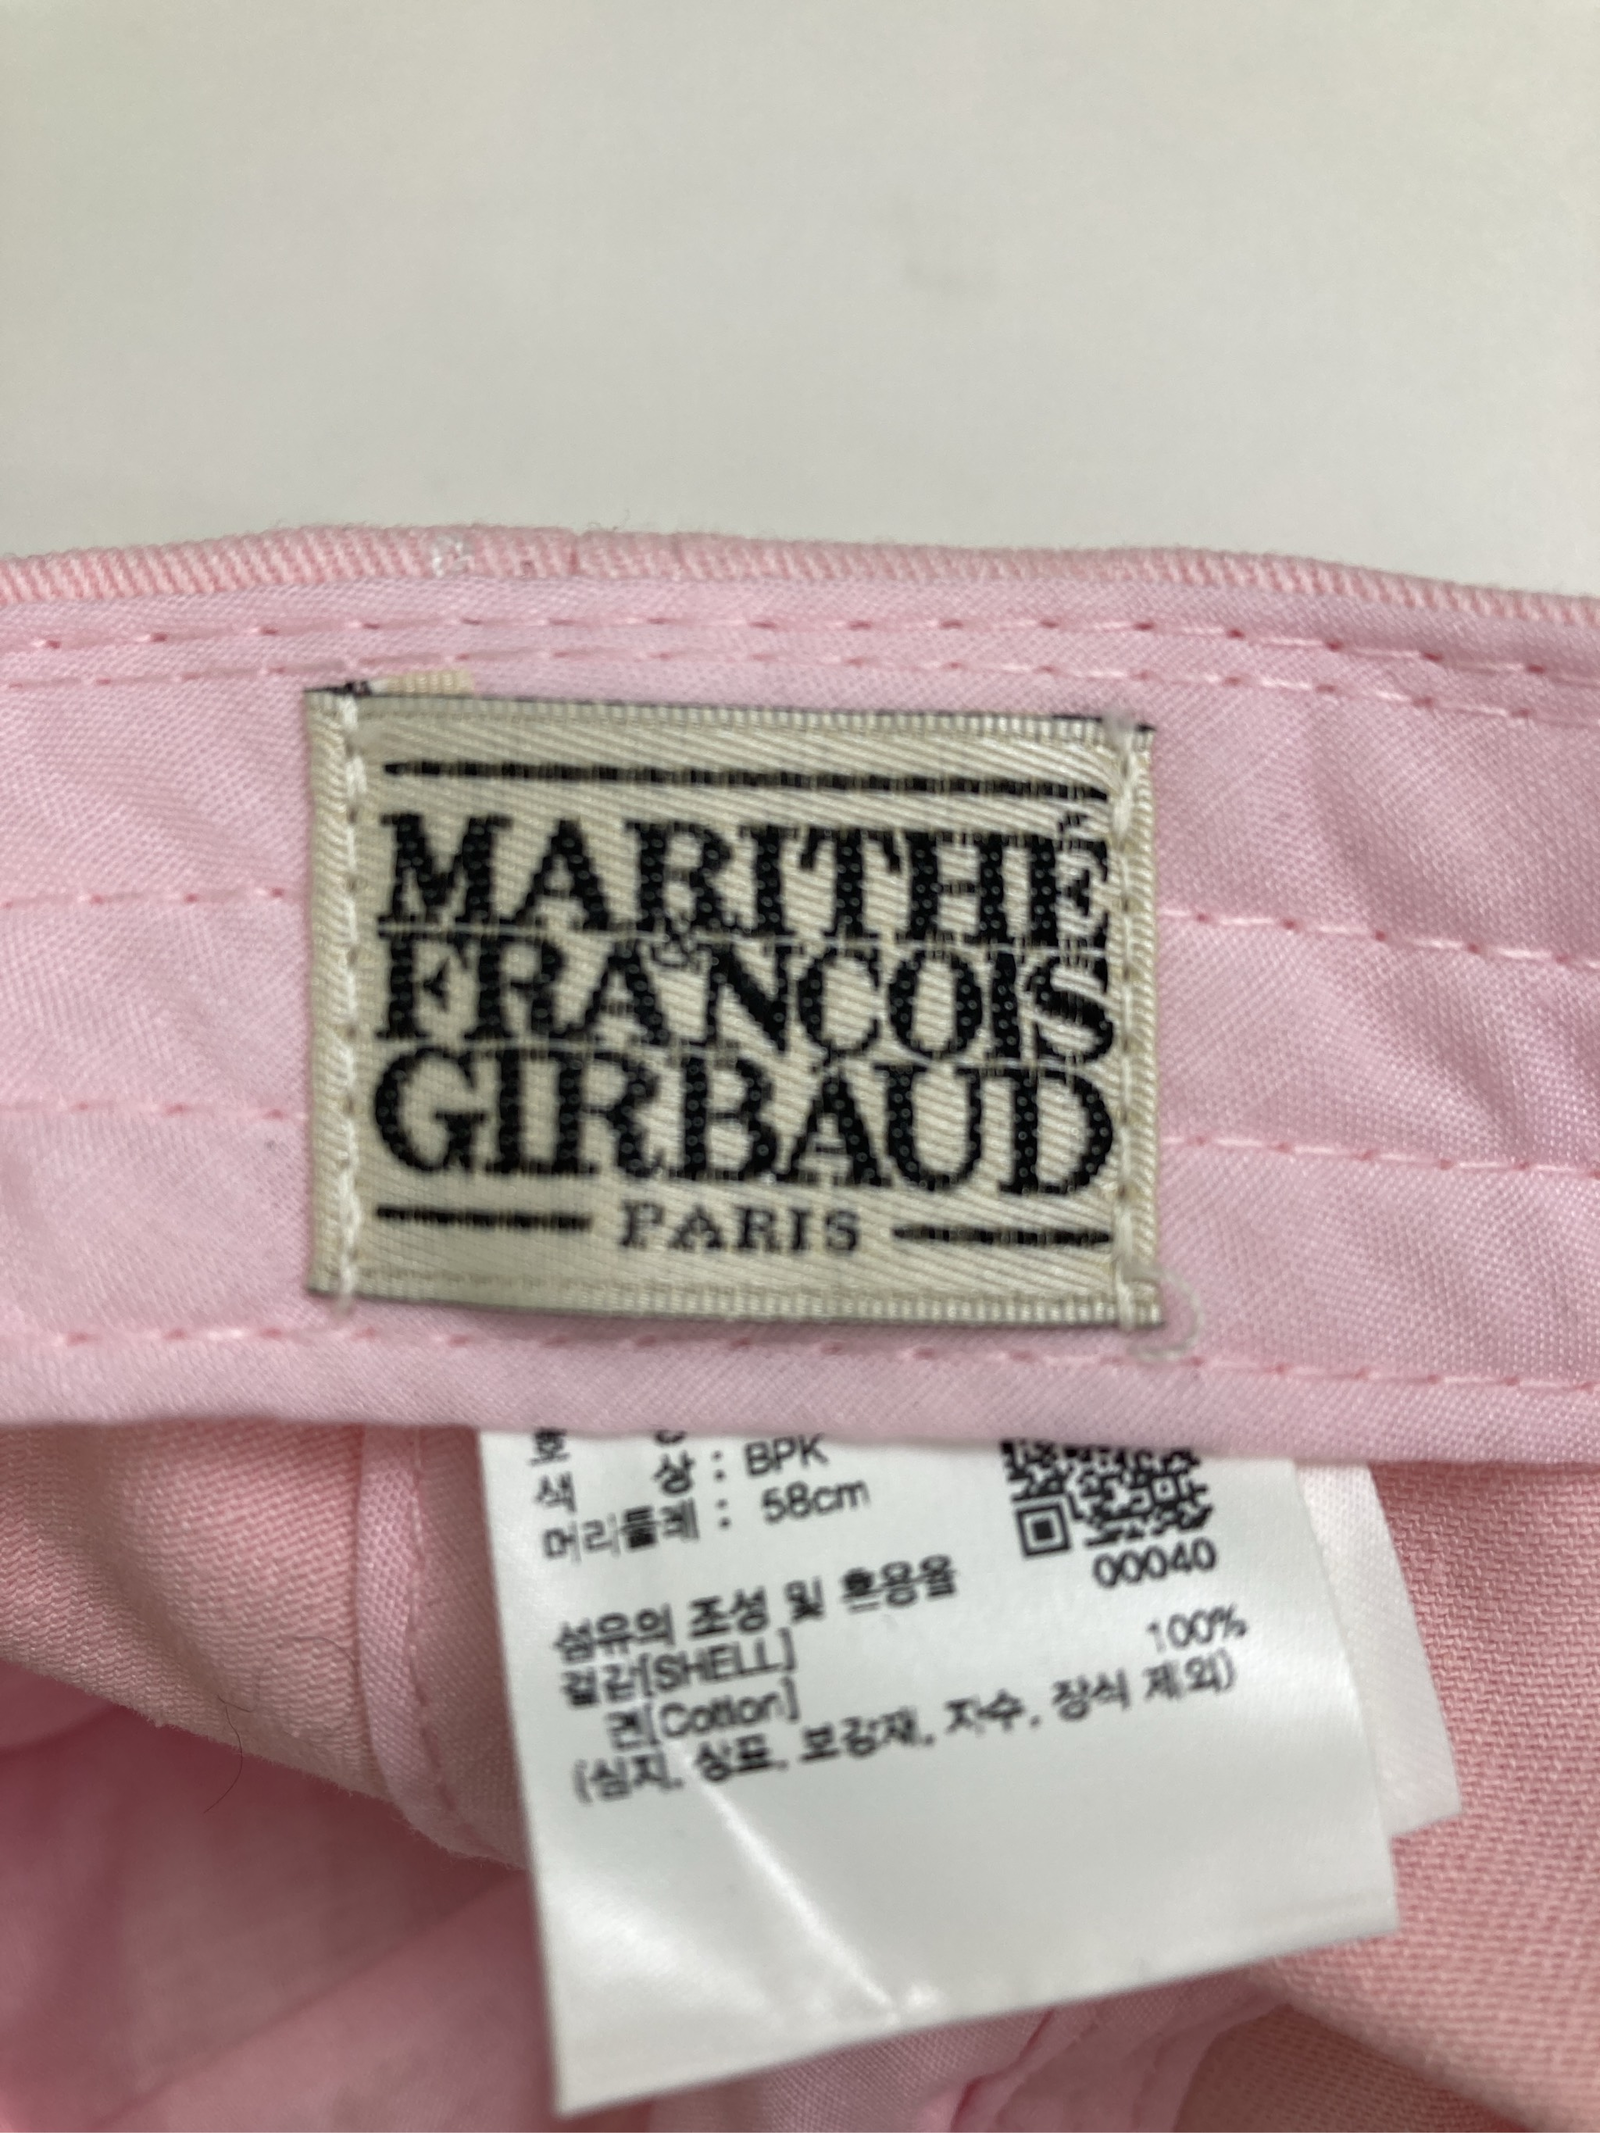 MARITHÉ
&
FRANÇOIS
GIRBAUD
PARIS
색 상 : BPK
머리둘레 : 58cm
00040
섬유의 조성 및 혼용율
겉감[SHELL]
면[Cotton] 100%
(심지, 상표, 보강재, 자수, 장식 제외)